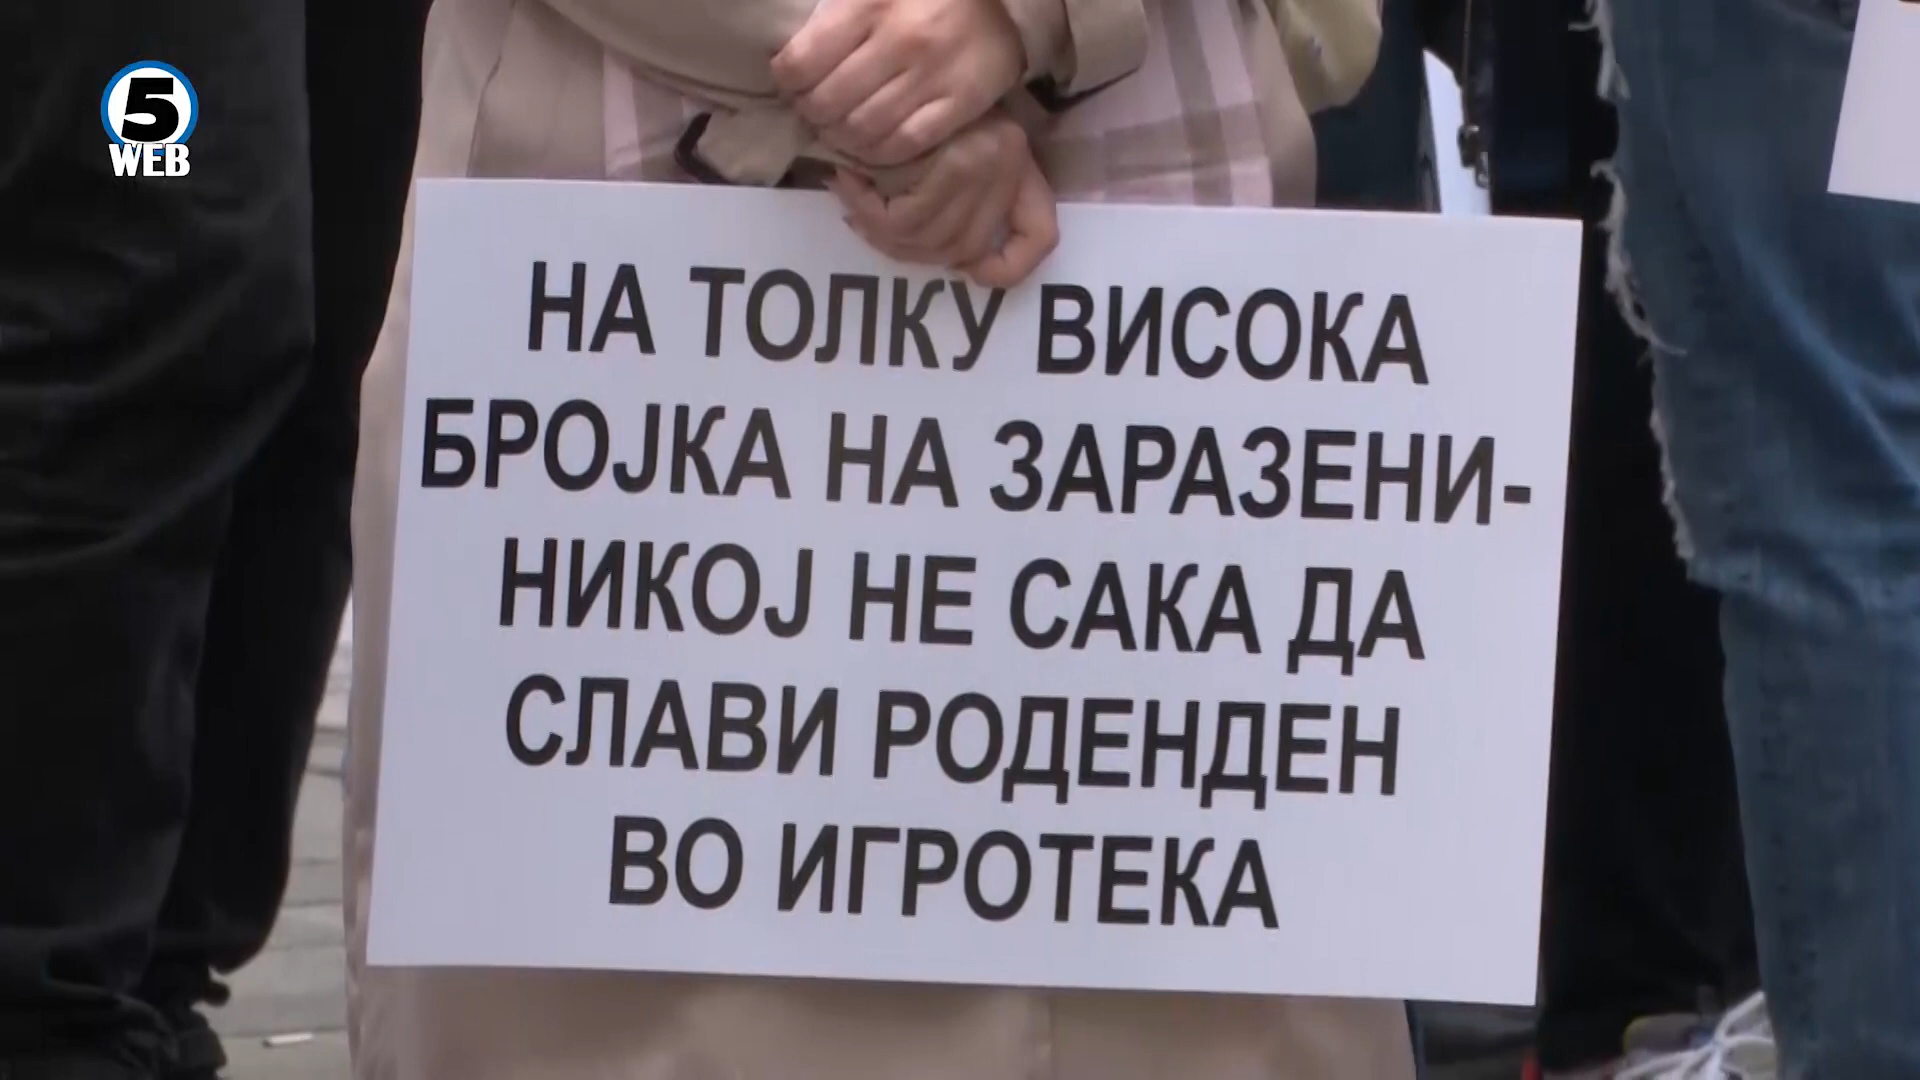 5
WEB
НА ТОЛКУ ВИСОКА
БРОЈКА НА ЗАРАЗЕНИ-
НИКОЈ НЕ САКА ДА
СЛАВИ РОДЕНДЕН
ВО ИГРОТЕКА